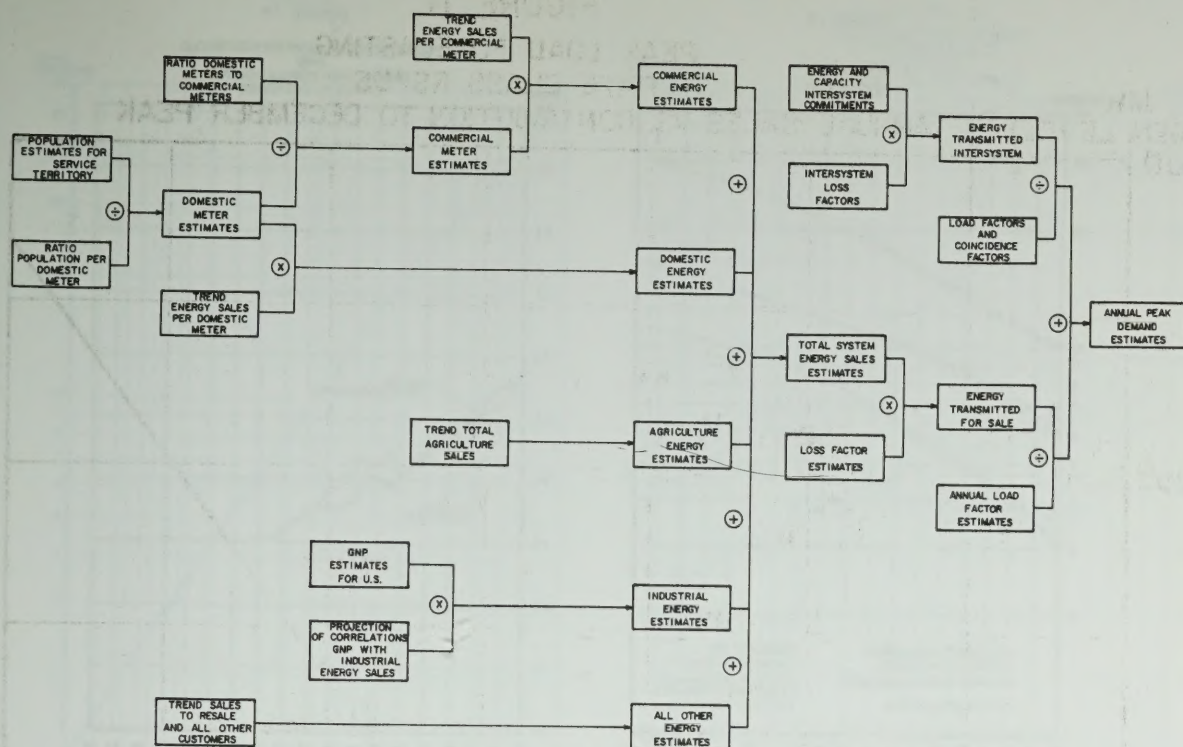 TREND
ENERGY SALES
PER COMMERCIAL
METER
RATIO DOMESTIC
METERS TO
COMMERCIAL
METERS
x
COMMERCIAL
ENERGY
ESTIMATES
ENERGY AND
CAPACITY
INTERSYSTEM
COMMITMENTS
POPULATION
ESTIMATES FOR
SERVICE
TERRITORY
÷
COMMERCIAL
METER
ESTIMATES
x
ENERGY
TRANSMITTED
INTERSYSTEM
÷
DOMESTIC
METER
ESTIMATES
+
INTERSYSTEM
LOSS
FACTORS
÷
RATIO
POPULATION PER
DOMESTIC
METER
x
DOMESTIC
ENERGY
ESTIMATES
LOAD FACTORS
AND
COINCIDENCE
FACTORS
TREND
ENERGY SALES
PER DOMESTIC
METER
+
TOTAL SYSTEM
ENERGY SALES
ESTIMATES
+
ANNUAL PEAK
DEMAND
ESTIMATES
x
ENERGY
TRANSMITTED
FOR SALE
TREND TOTAL
AGRICULTURE
SALES
AGRICULTURE
ENERGY
ESTIMATES
LOSS FACTOR
ESTIMATES
÷
ANNUAL LOAD
FACTOR
ESTIMATES
+
GNP
ESTIMATES
FOR U.S.
x
INDUSTRIAL
ENERGY
ESTIMATES
PROJECTION
OF CORRELATIONS
GNP WITH
INDUSTRIAL
ENERGY SALES
+
TREND SALES
TO RESALE
AND ALL OTHER
CUSTOMERS
ALL OTHER
ENERGY
ESTIMATES